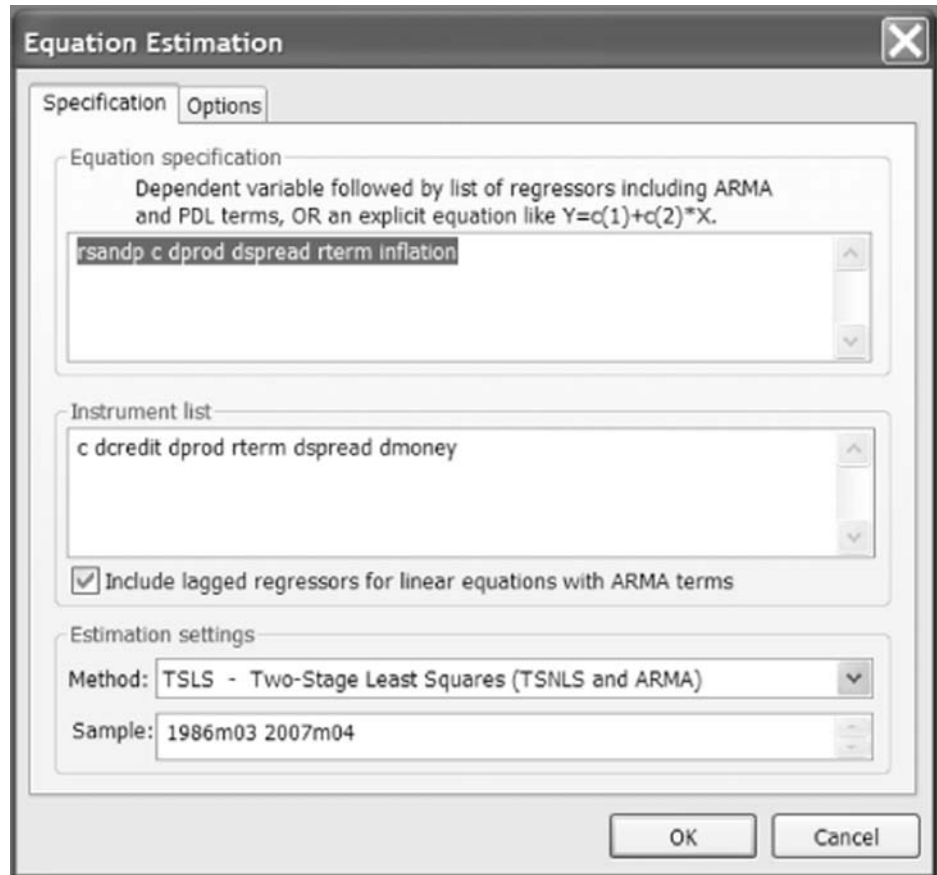 Equation Estimation
Specification
Options
Equation specification
Dependent variable followed by list of regressors including ARMA
and PDL terms, OR an explicit equation like Y=c(1)+c(2)*X.
rsandp c dprod dspread rterm inflation
Instrument list
c dcredit dprod rterm dspread dmoney
Include lagged regressors for linear equations with ARMA terms
Estimation settings
Method: TSLS - Two-Stage Least Squares (TSNLS and ARMA)
Sample: 1986m03 2007m04
OK Cancel